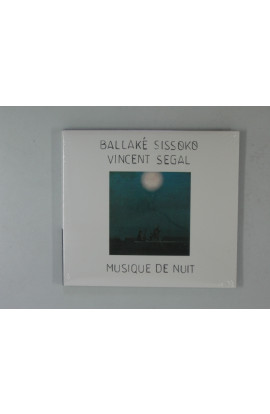 BALLAKÉ SISSOKO
VINCENT SEGAL
MUSIQUE DE NUIT